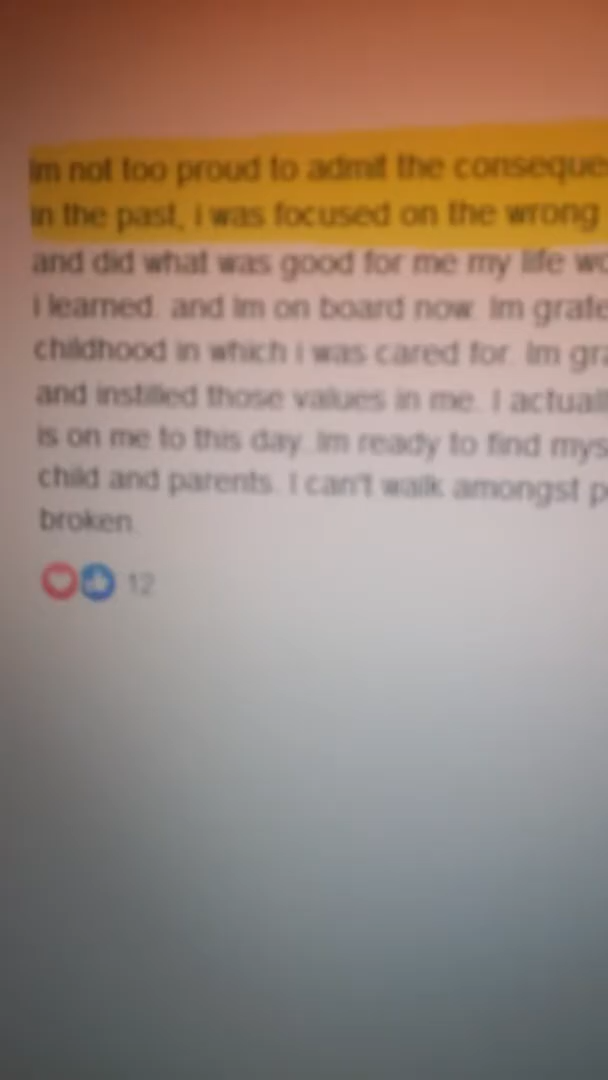 Im not too proud to admit the conseque
in the past, i was focused on the wrong
and did what was good for me my life wo
i learned. and Im on board now. Im grate
childhood in which i was cared for. Im gra
and instilled those values in me. I actuall
is on me to this day. Im ready to find mys
child and parents. I can't walk amongst p
broken.
12